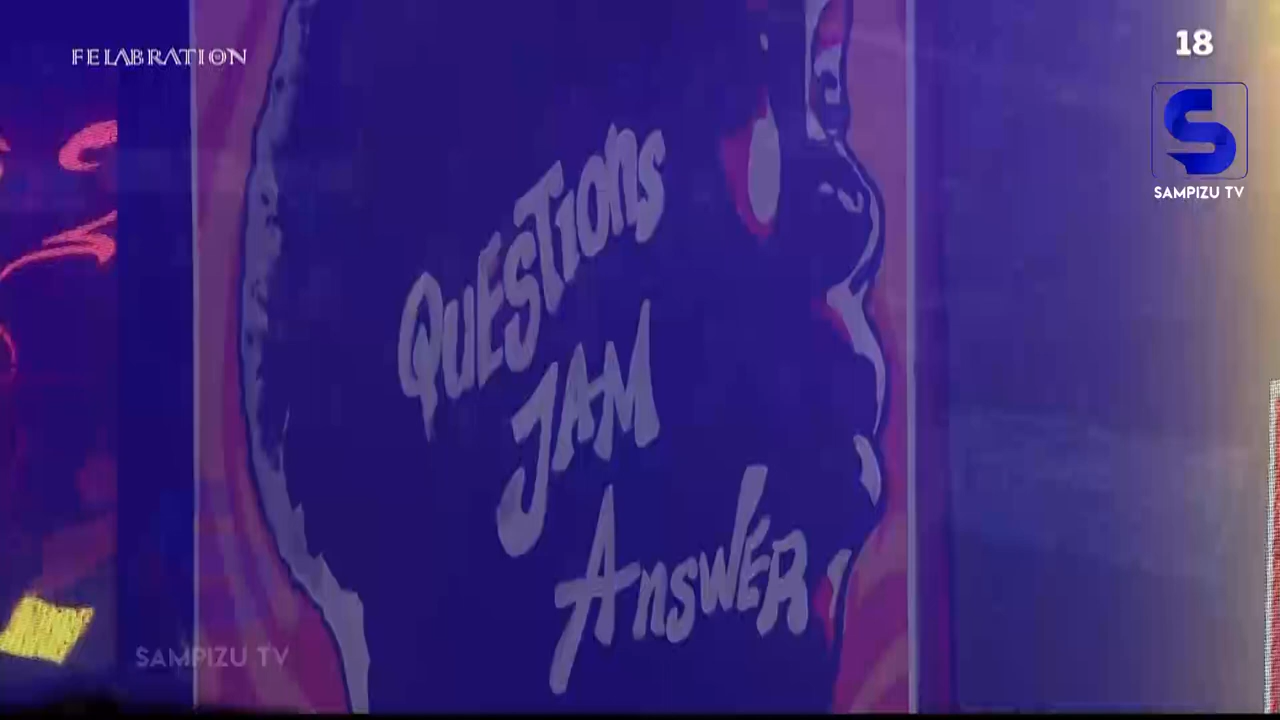 FELABRATION
18
SAMPIZU TV
QUESTIONS
JAM
ANSWER
SAMPIZU TV